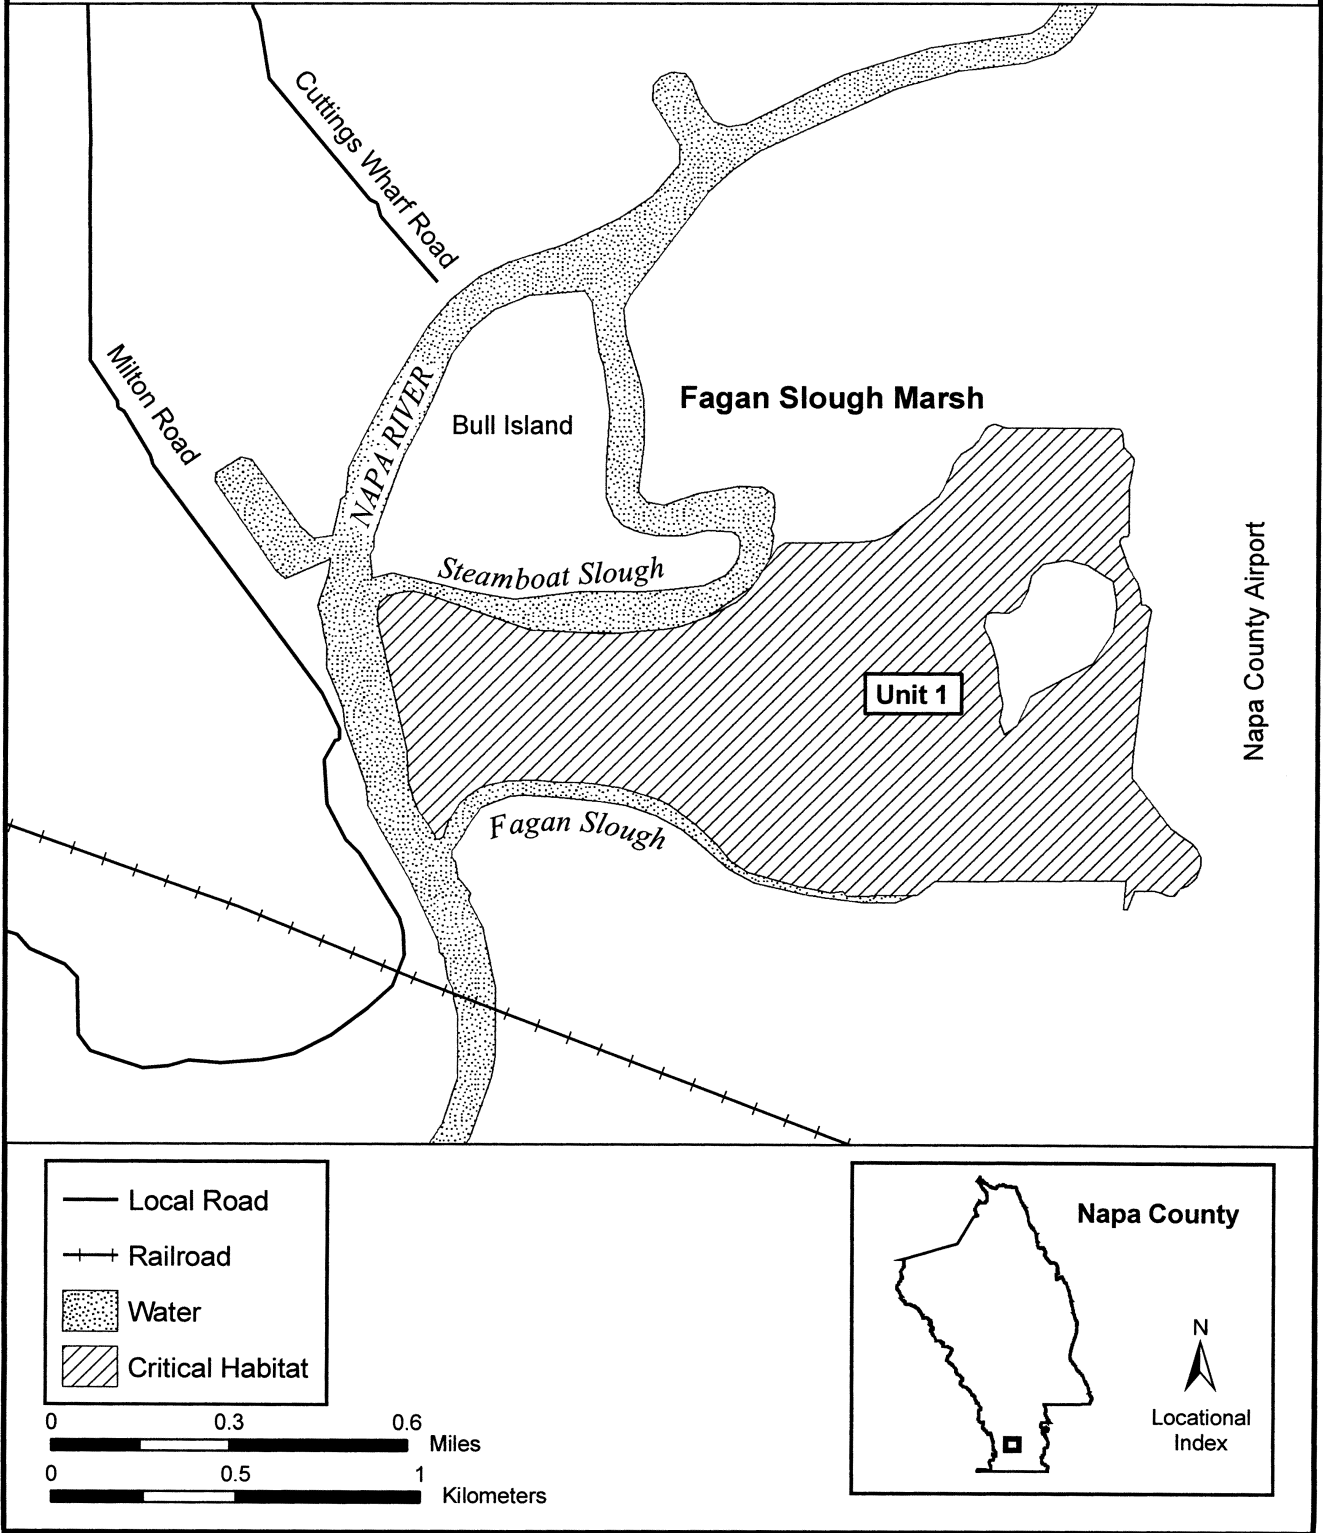 Cuttings Wharf Road
Milton Road
NAPA RIVER
Bull Island
Fagan Slough Marsh
Steamboat Slough
Unit 1
Napa County Airport
Fagan Slough
Local Road
Railroad
Water
Critical Habitat
0 0.3 0.6
Miles
0 0.5 1
Kilometers
Napa County
N
Locational
Index